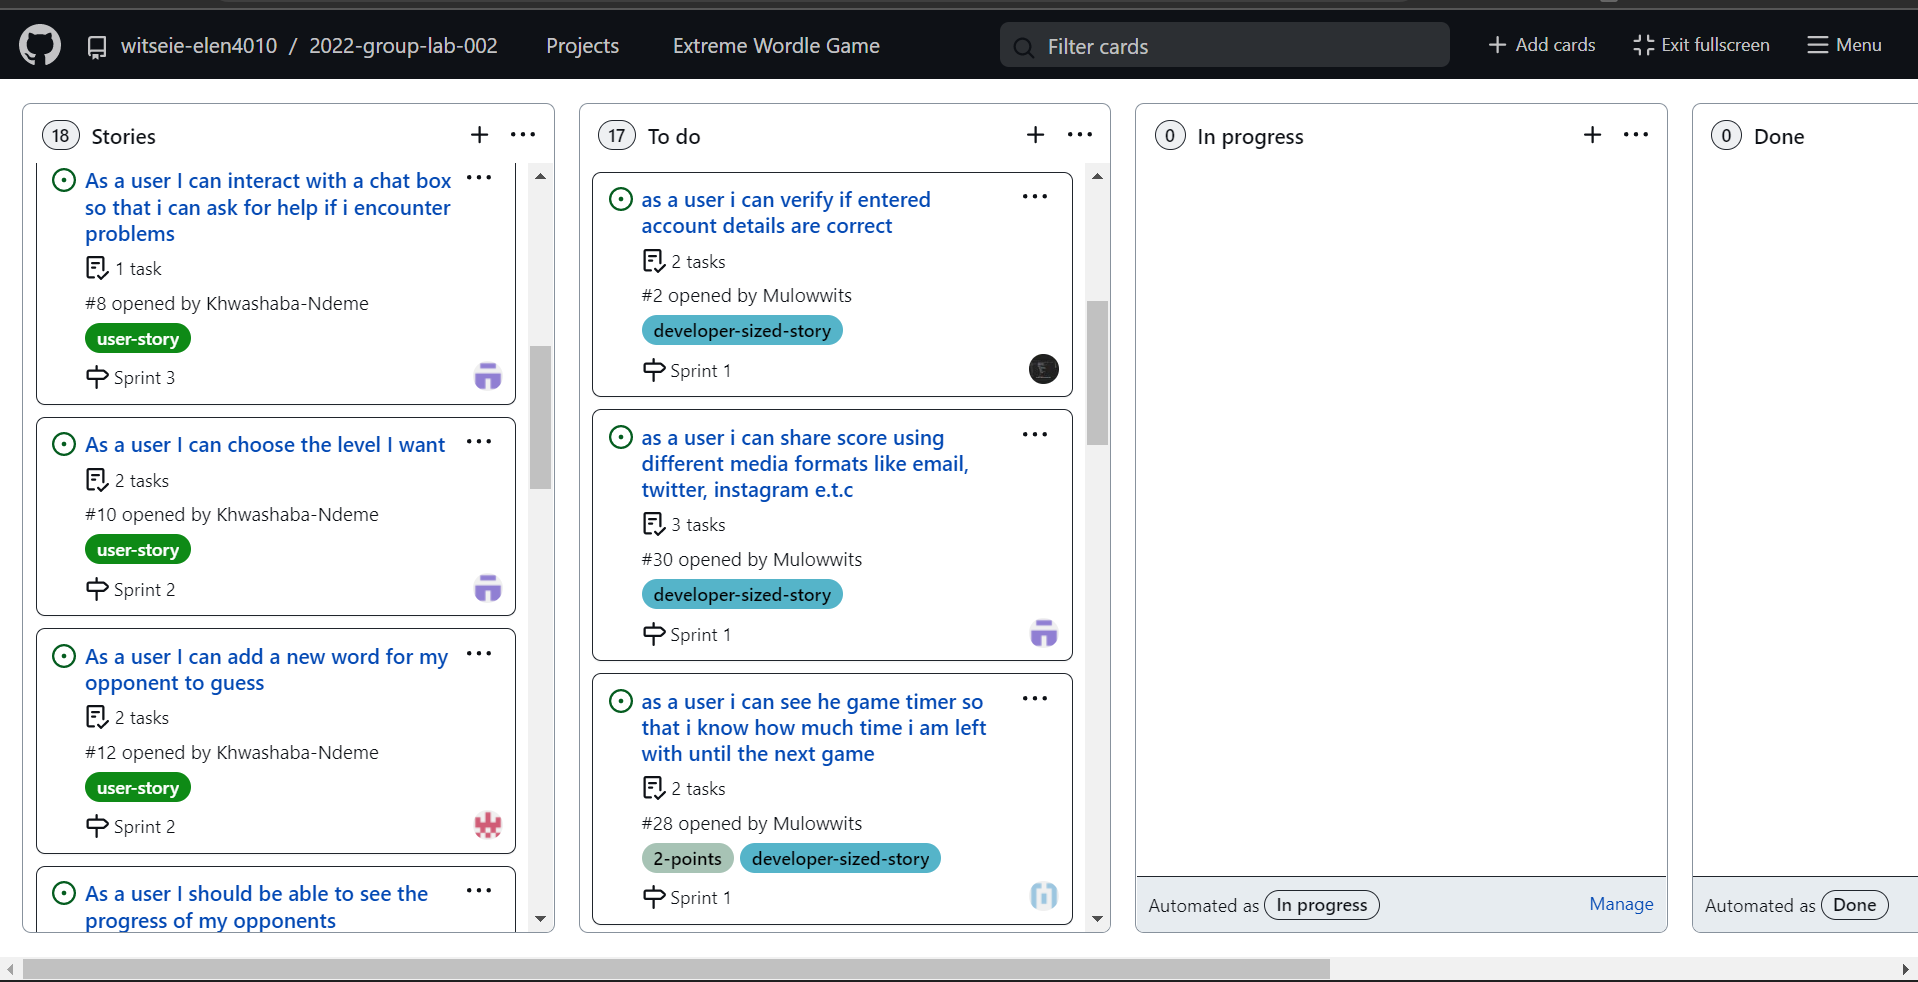 witseie-elen4010 / 2022-group-lab-002 Projects Extreme Wordle Game Filter cards + Add cards Exit fullscreen Menu
18 Stories + ...
As a user I can interact with a chat box ...
so that i can ask for help if i encounter
problems
1 task
#8 opened by Khwashaba-Ndeme
user-story
Sprint 3
As a user I can choose the level I want ...
2 tasks
#10 opened by Khwashaba-Ndeme
user-story
Sprint 2
As a user I can add a new word for my ...
opponent to guess
2 tasks
#12 opened by Khwashaba-Ndeme
user-story
Sprint 2
As a user I should be able to see the ...
progress of my opponents
17 To do + ...
as a user i can verify if entered ...
account details are correct
2 tasks
#2 opened by Mulowwits
developer-sized-story
Sprint 1
as a user i can share score using ...
different media formats like email,
twitter, instagram e.t.c
3 tasks
#30 opened by Mulowwits
developer-sized-story
Sprint 1
as a user i can see he game timer so ...
that i know how much time i am left
with until the next game
2 tasks
#28 opened by Mulowwits
2-points developer-sized-story
Sprint 1
0 In progress + ...
Automated as In progress Manage
0 Done
Automated as Done